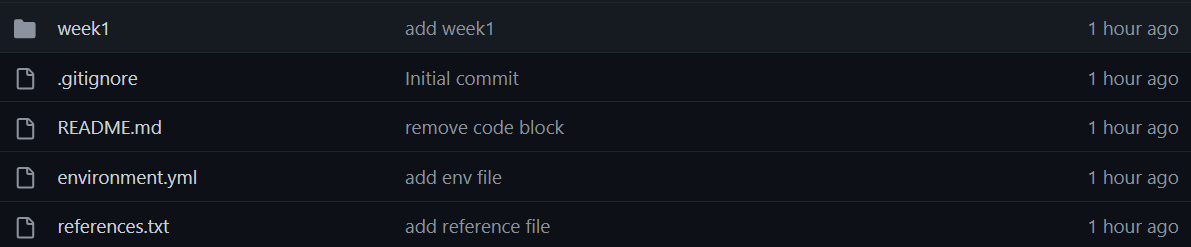 week1 add week1 1 hour ago
.gitignore Initial commit 1 hour ago
README.md remove code block 1 hour ago
environment.yml add env file 1 hour ago
references.txt add reference file 1 hour ago